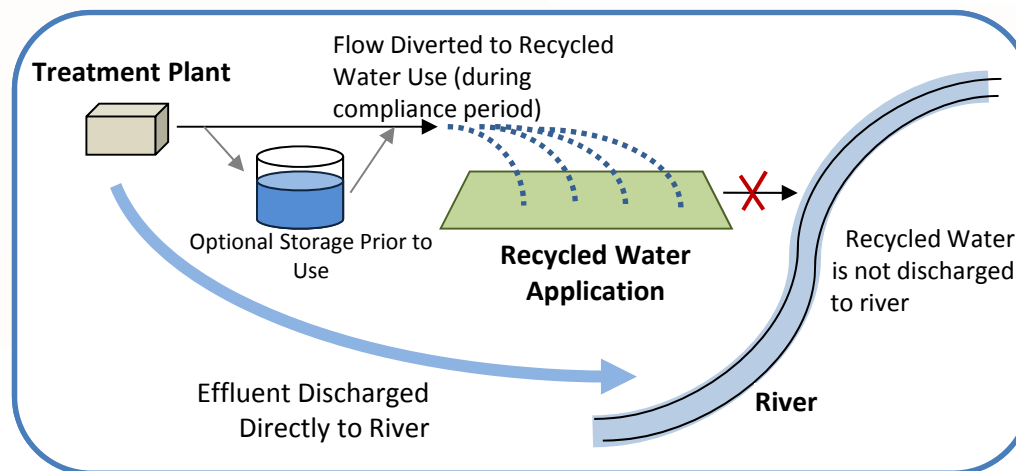 Treatment Plant
Flow Diverted to Recycled
Water Use (during
compliance period)
Optional Storage Prior to
Use
Recycled Water
Application
Recycled Water
is not discharged
to river
Effluent Discharged
Directly to River
River